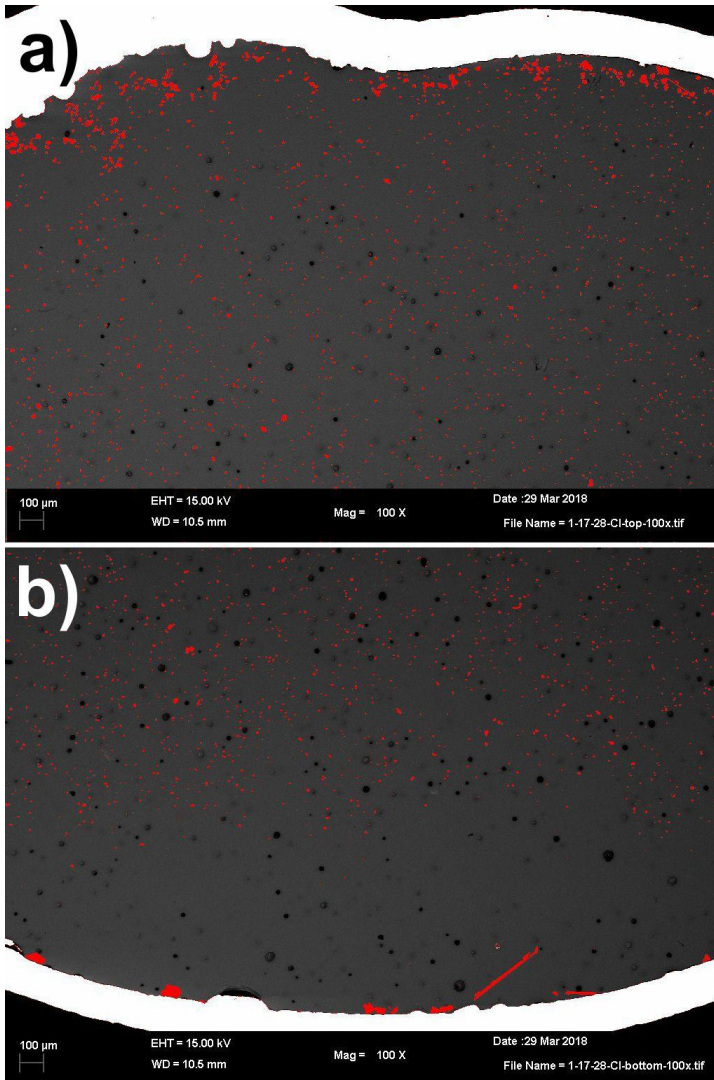 a)
100 µm
EHT = 15.00 kV
WD = 10.5 mm
Mag = 100 X
Date :29 Mar 2018
File Name = 1-17-28-CI-top-100x.tif
b)
100 µm
EHT = 15.00 kV
WD = 10.5 mm
Mag = 100 X
Date :29 Mar 2018
File Name = 1-17-28-CI-bottom-100x.tif